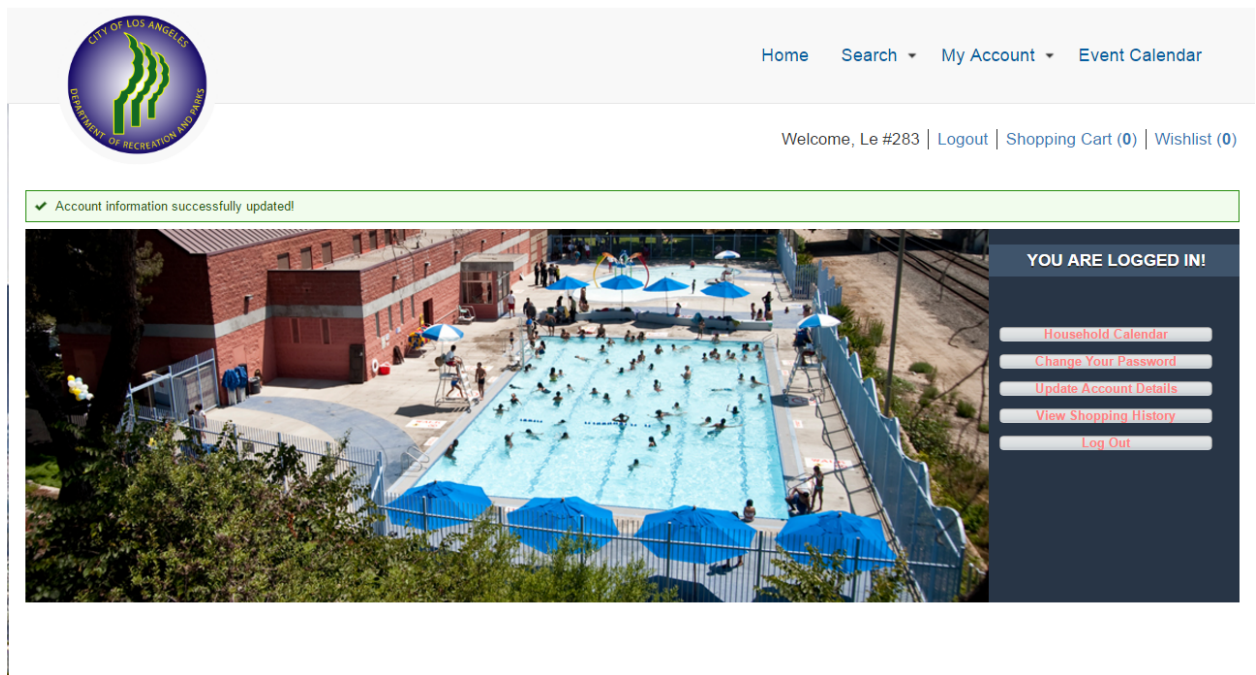 CITY OF LOS ANGELES
DEPARTMENT OF RECREATION AND PARKS
Home Search My Account Event Calendar
Welcome, Le #283 | Logout | Shopping Cart (0) | Wishlist (0)
Account information successfully updated!
YOU ARE LOGGED IN!
Household Calendar
Change Your Password
Update Account Details
View Shopping History
Log Out